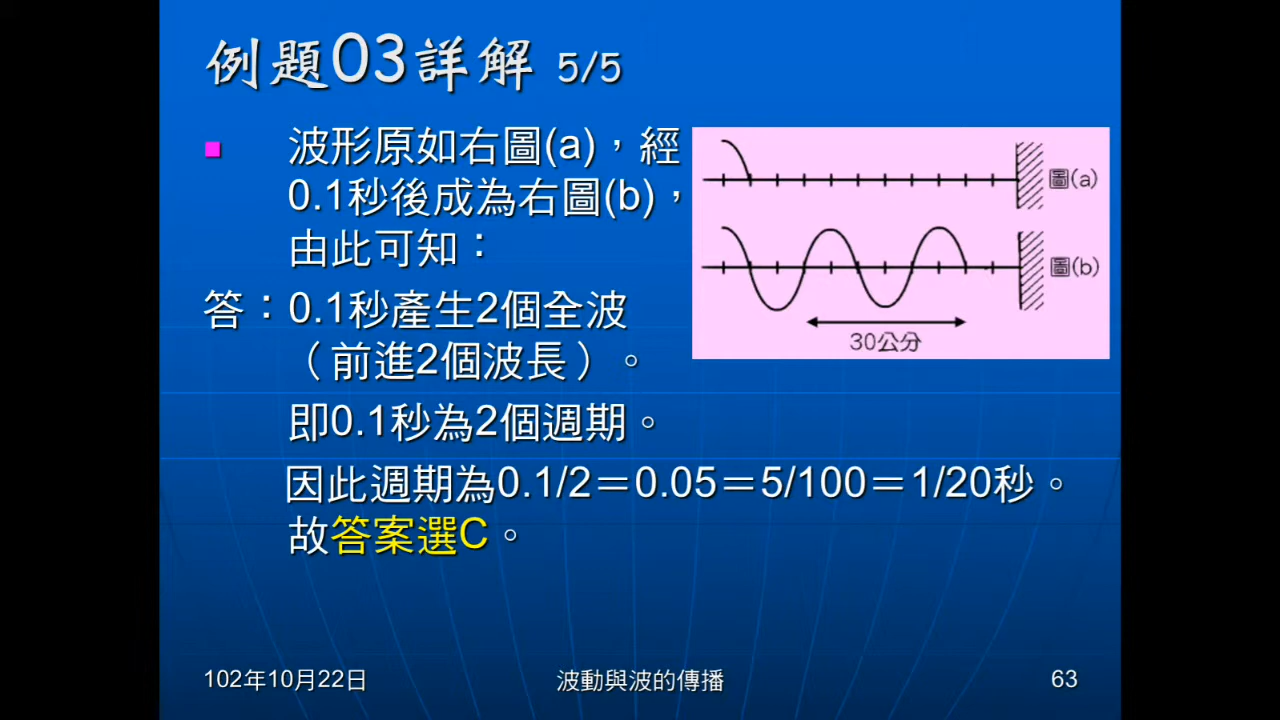 例題03詳解 5/5
波形原如右圖(a)，經
0.1秒後成為右圖(b)，
由此可知：
答：0.1秒產生2個全波
（前進2個波長）。
即0.1秒為2個週期。
因此週期為0.1/2＝0.05＝5/100＝1/20秒。
故答案選C。
圖(a)
圖(b)
30公分
102年10月22日
波動與波的傳播
63